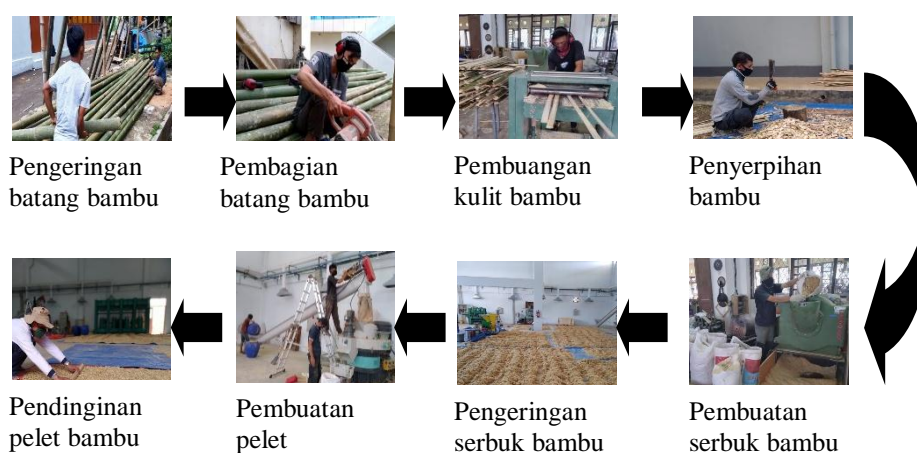 Pengeringan
batang bambu
Pembagian
batang bambu
Pembuangan
kulit bambu
Penyerpihan
bambu
Pembuatan
serbuk bambu
Pengeringan
serbuk bambu
Pembuatan
pelet
Pendinginan
pelet bambu